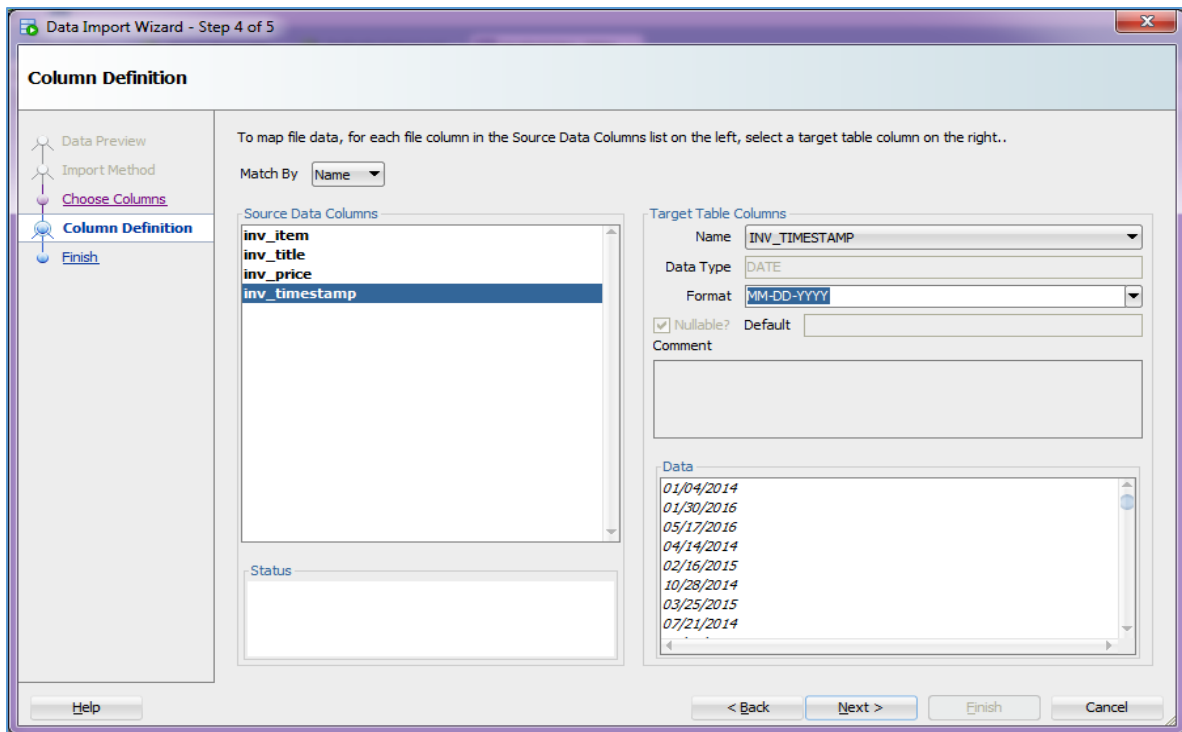 Data Import Wizard - Step 4 of 5
Column Definition
Data Preview
Import Method
Choose Columns
Column Definition
Finish
To map file data, for each file column in the Source Data Columns list on the left, select a target table column on the right..
Match By Name
Source Data Columns
inv_item
inv_title
inv_price
inv_timestamp
Status
Target Table Columns
Name INV_TIMESTAMP
Data Type DATE
Format MM-DD-YYYY
Nullable? Default
Comment
Data
01/04/2014
01/30/2016
05/17/2016
04/14/2014
02/16/2015
10/28/2014
03/25/2015
07/21/2014
Help
< Back
Next >
Finish
Cancel